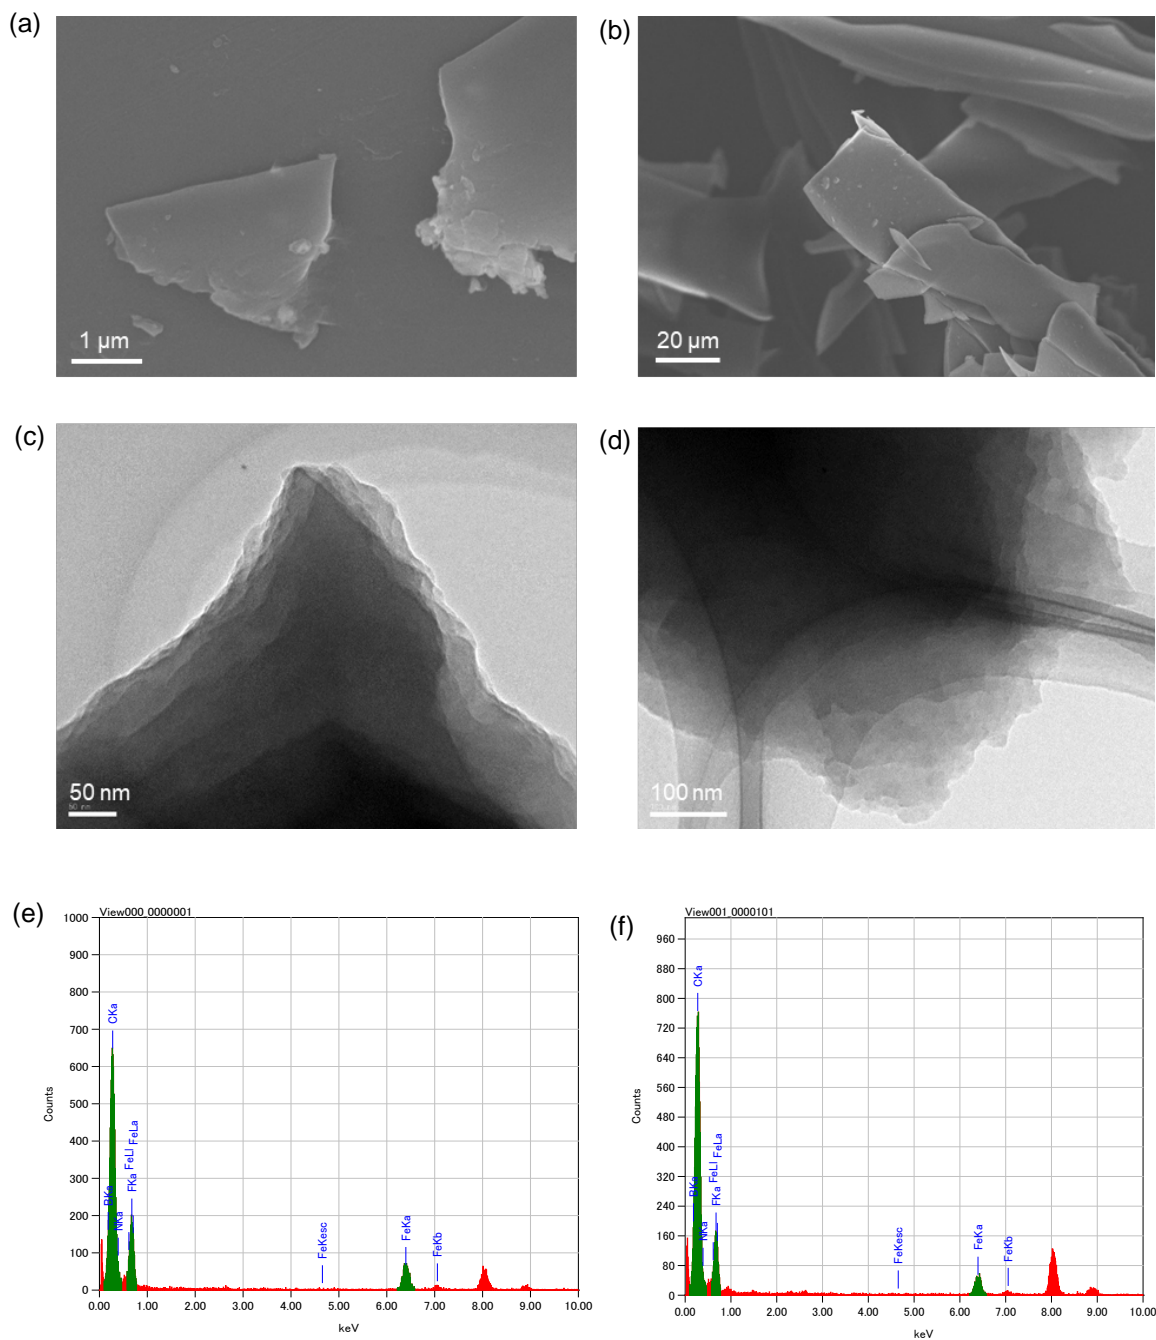 (a)
(b)
1 μm
20 μm
(c)
(d)
50 nm
50 nm
100 nm
(e)
(f)
View000_0000001
1000
900
800
700
600
500
400
300
200
100
0
Counts
CKa
BKa
NKa
FKa
FeLl
FeLa
FeKesc
FeKa
FeKb
0.00 1.00 2.00 3.00 4.00 5.00 6.00 7.00 8.00 9.00 10.00
keV
View001_0000101
960
880
800
720
640
560
480
400
320
240
160
80
0
Counts
CKa
BKa
NKa
FKa
FeLl
FeLa
FeKesc
FeKa
FeKb
0.00 1.00 2.00 3.00 4.00 5.00 6.00 7.00 8.00 9.00 10.00
keV